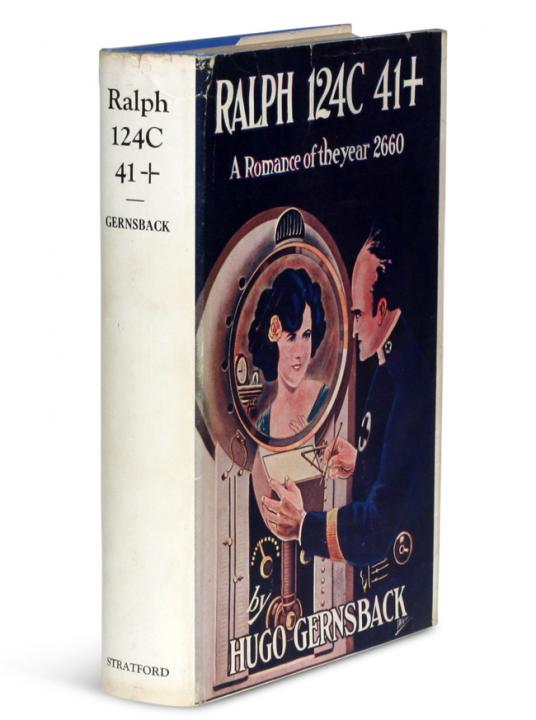 Ralph
124C
41+
GERNSBACK
STRATFORD
RALPH 124C 41+
A Romance of the year 2660
by
HUGO GERNSBACK